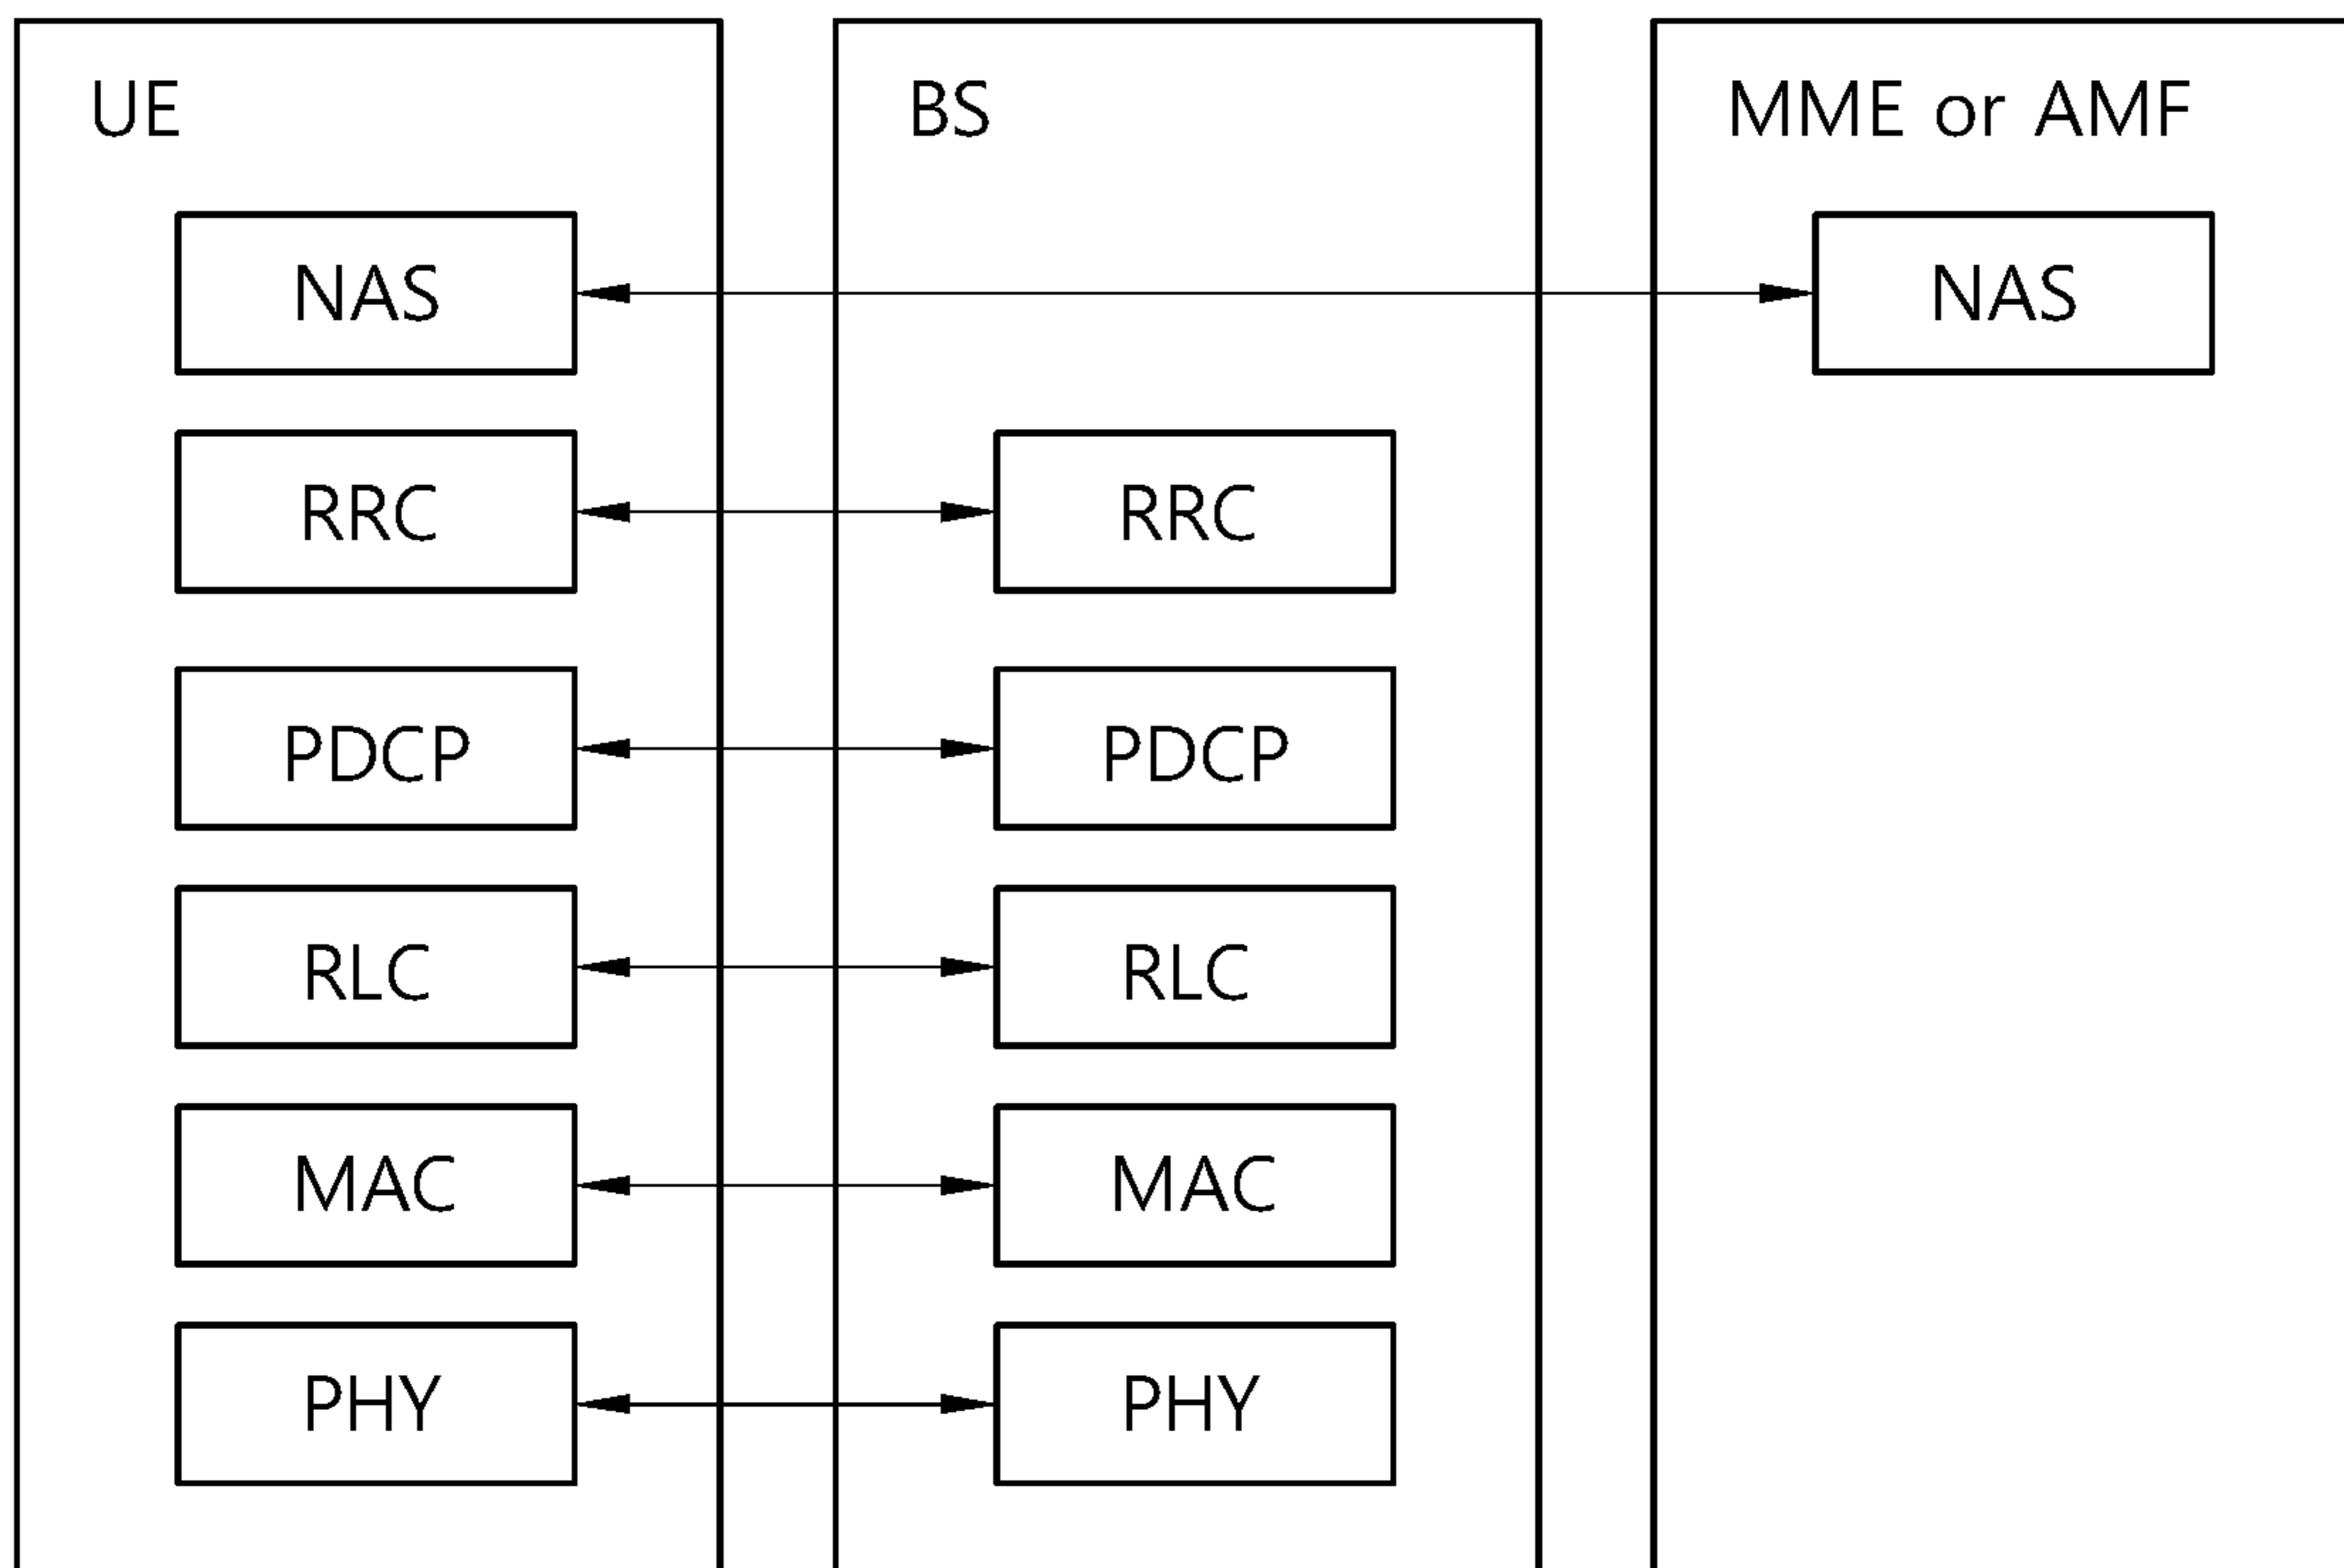 UE
BS
MME or AMF
NAS
NAS
RRC
RRC
PDCP
PDCP
RLC
RLC
MAC
MAC
PHY
PHY